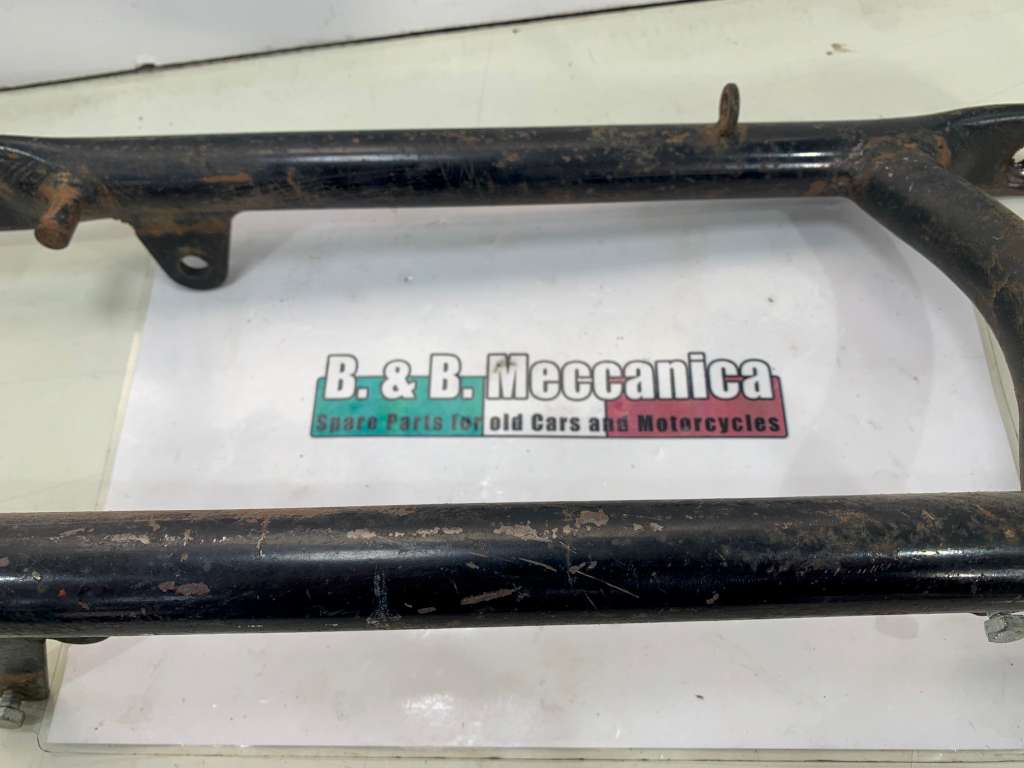 B. & B. Meccanica
Spare Parts for old Cars and Motorcycles